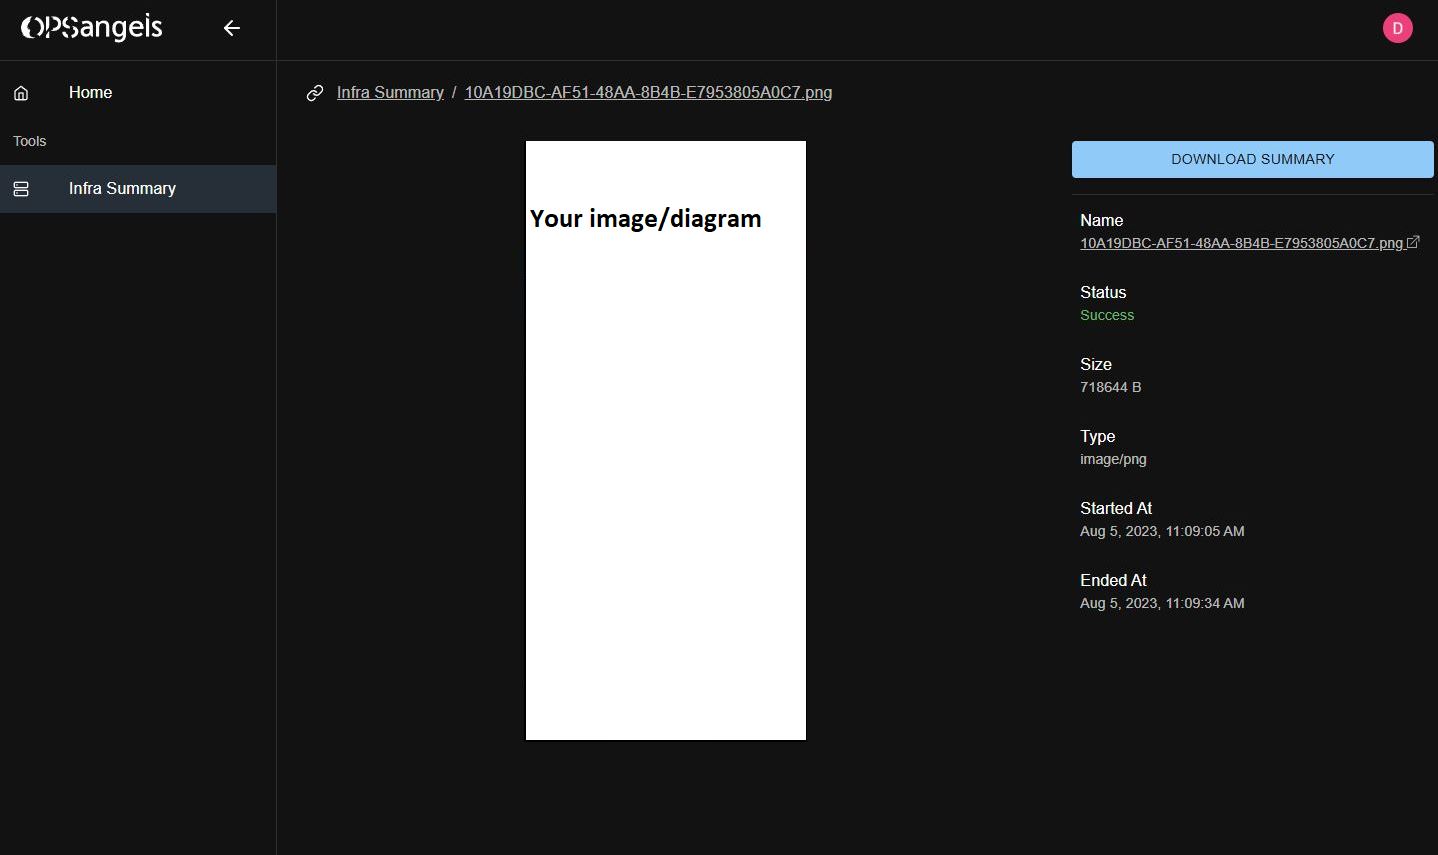 OPSangels
D
Home
Tools
Infra Summary
Infra Summary / 10A19DBC-AF51-48AA-8B4B-E7953805A0C7.png
Your image/diagram
DOWNLOAD SUMMARY
Name
10A19DBC-AF51-48AA-8B4B-E7953805A0C7.png
Status
Success
Size
718644 B
Type
image/png
Started At
Aug 5, 2023, 11:09:05 AM
Ended At
Aug 5, 2023, 11:09:34 AM